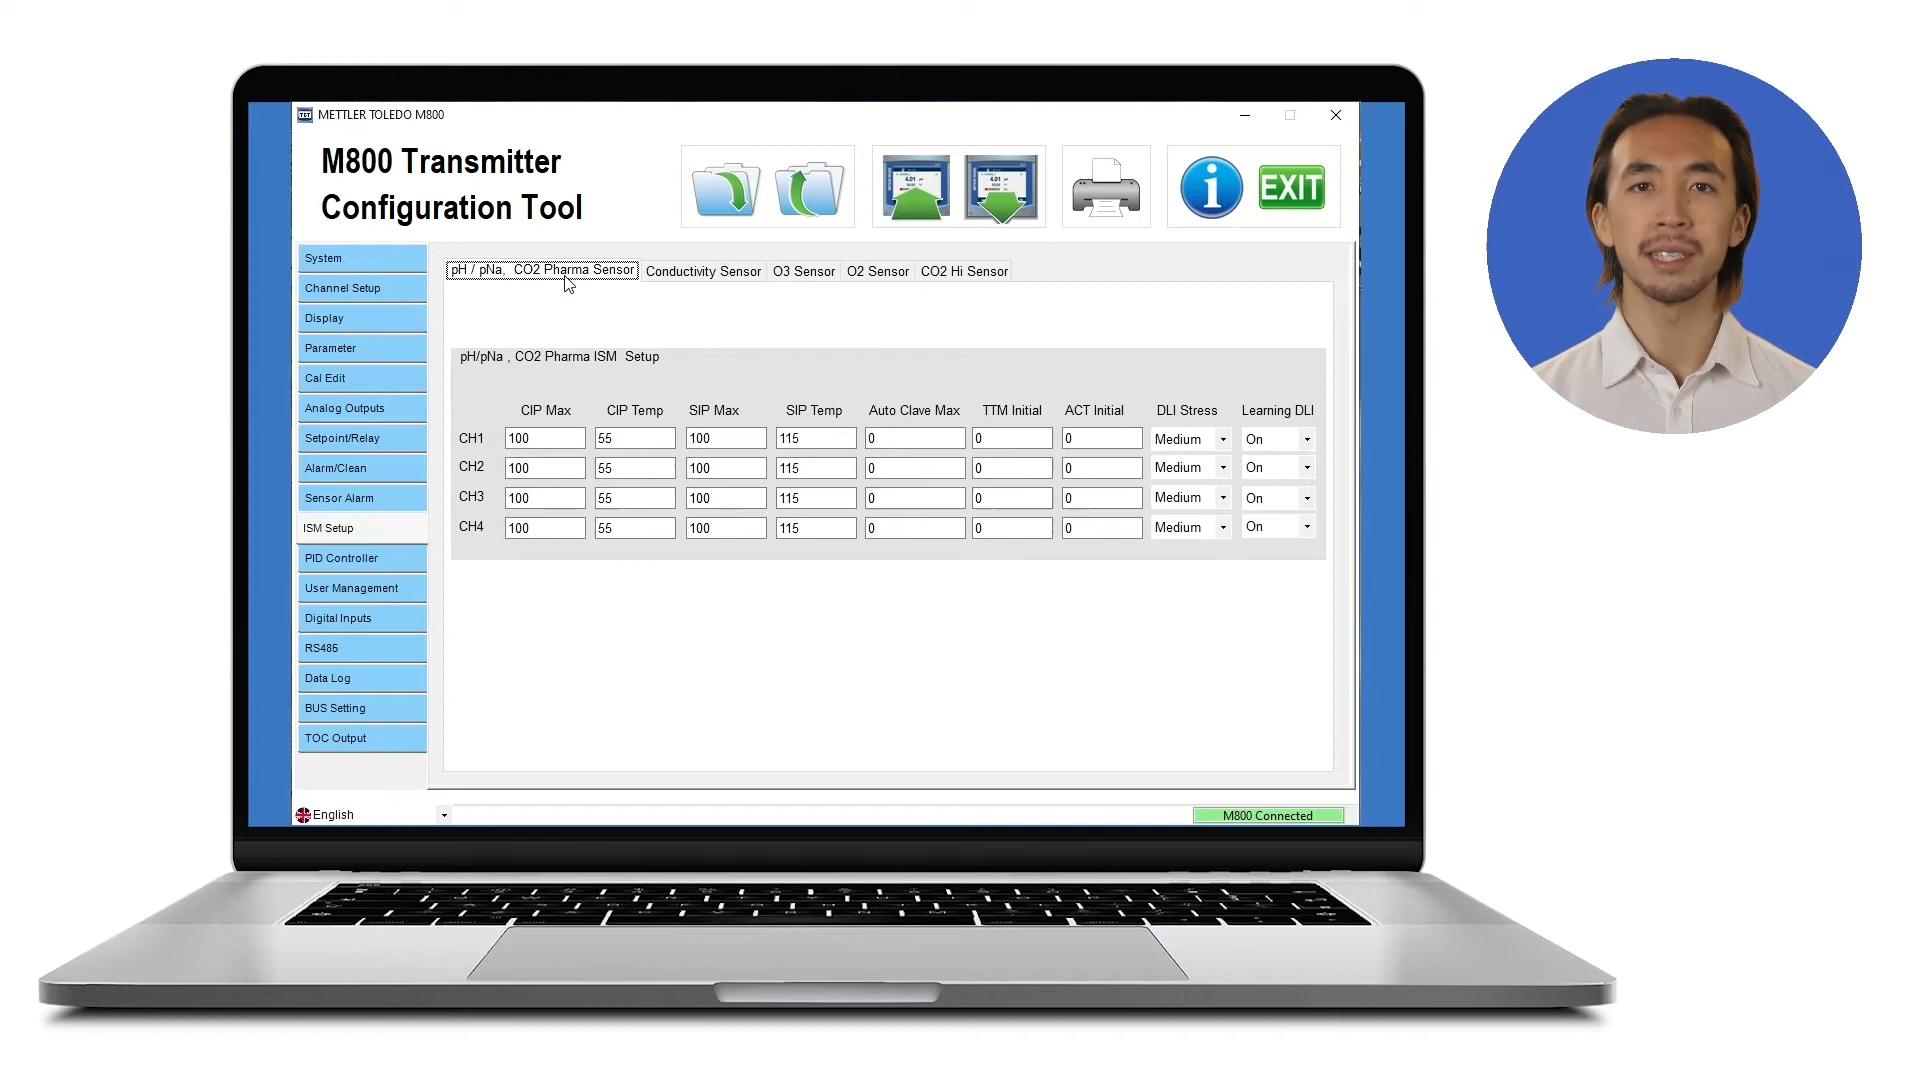 METTLER TOLEDO M800
M800 Transmitter
Configuration Tool
EXIT
System
Channel Setup
Display
Parameter
Cal Edit
Analog Outputs
Setpoint/Relay
Alarm/Clean
Sensor Alarm
ISM Setup
PID Controller
User Management
Digital Inputs
RS485
Data Log
BUS Setting
TOC Output
pH / pNa, CO2 Pharma Sensor Conductivity Sensor O3 Sensor O2 Sensor CO2 Hi Sensor
pH/pNa , CO2 Pharma ISM Setup
CIP Max CIP Temp SIP Max SIP Temp Auto Clave Max TTM Initial ACT Initial DLI Stress Learning DLI
CH1 100 55 100 115 0 0 0 Medium On
CH2 100 55 100 115 0 0 0 Medium On
CH3 100 55 100 115 0 0 0 Medium On
CH4 100 55 100 115 0 0 0 Medium On
English
M800 Connected